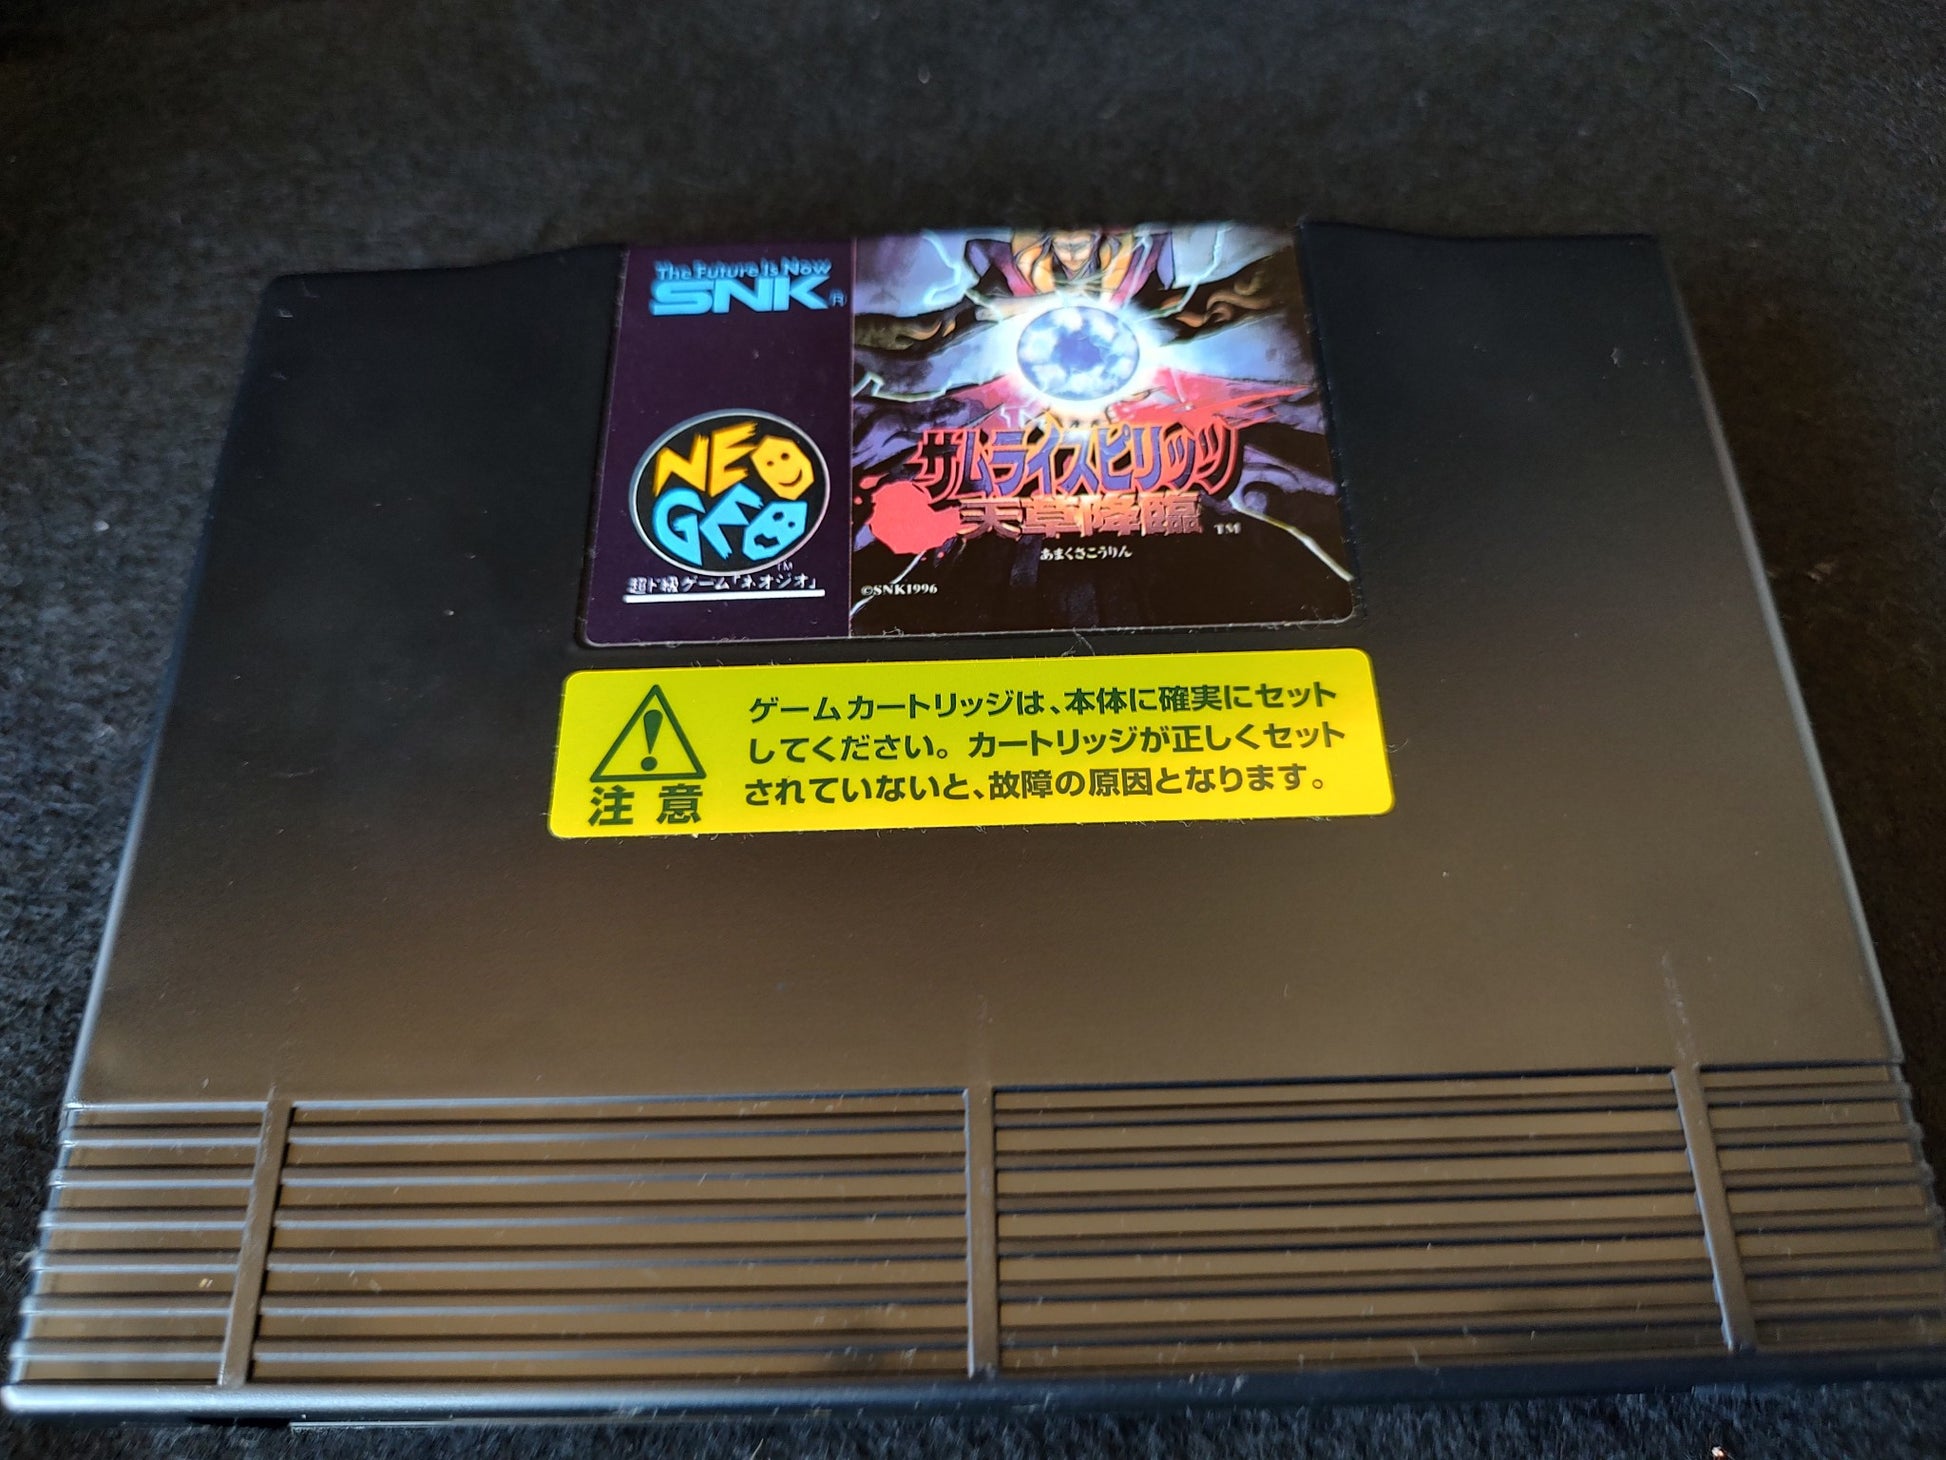 The Future Is Now
SNK®
NEO
GEO
TM
超ド級ゲーム「ネオジオ」
サムライスピリッツ
天草降臨 TM
あまくさこうりん
©SNK1996
ゲームカートリッジは、本体に確実にセット
してください。カートリッジが正しくセット
されていないと、故障の原因となります。
注意